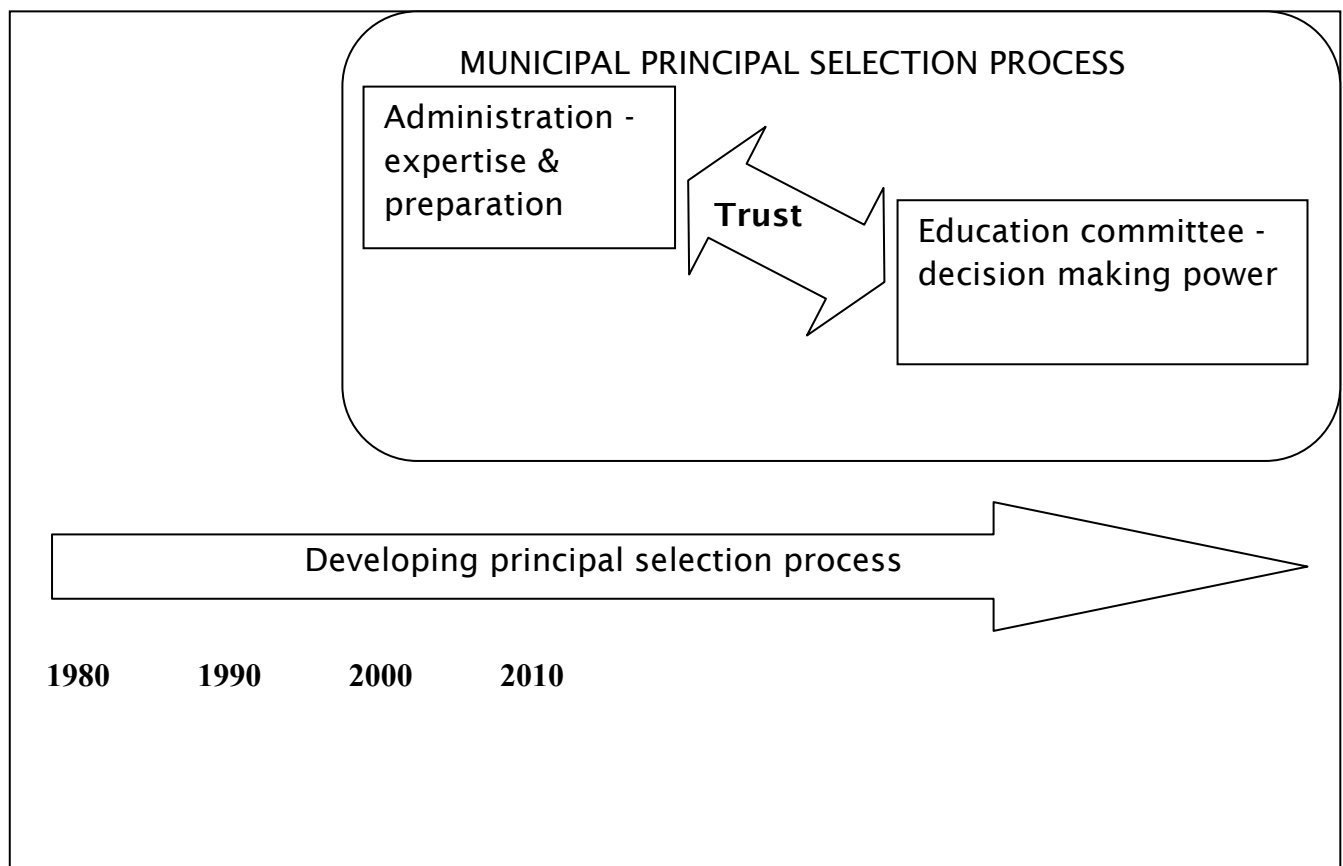 MUNICIPAL PRINCIPAL SELECTION PROCESS
Administration -
expertise &
preparation
Trust
Education committee -
decision making power
Developing principal selection process
1980 1990 2000 2010